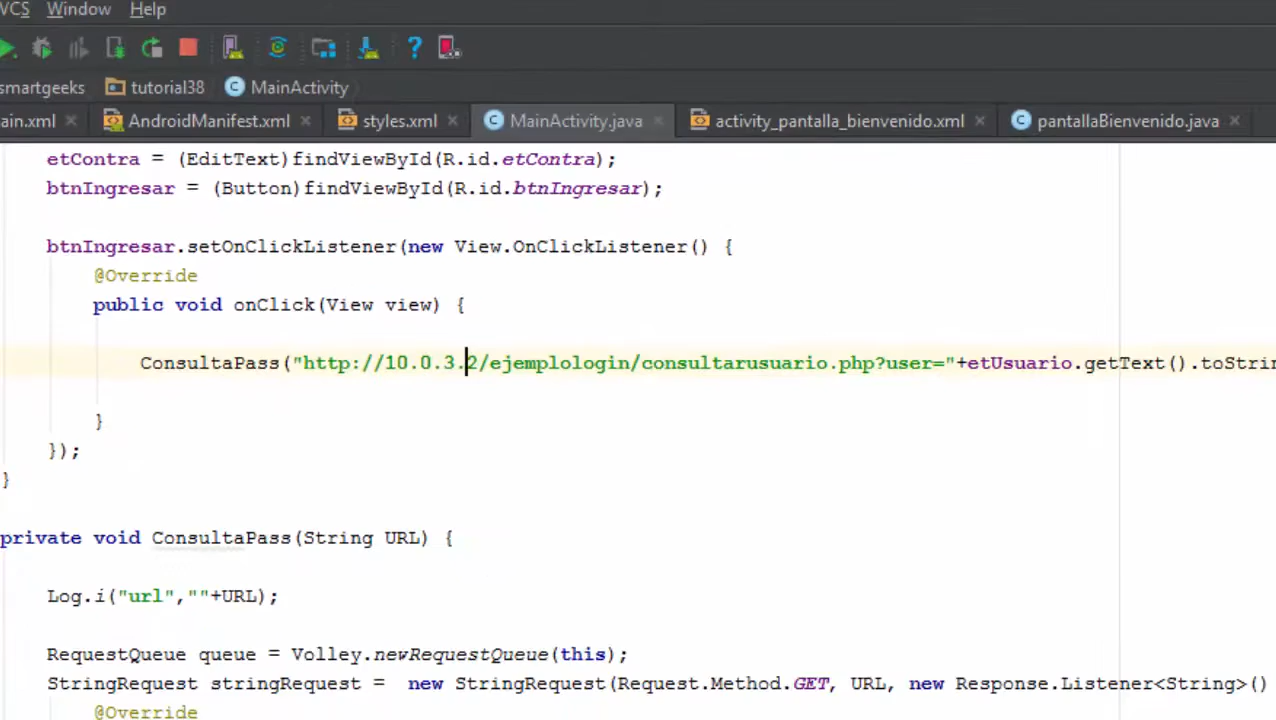 VCS Window Help
smartgeeks tutorial38 MainActivity
ain.xml AndroidManifest.xml styles.xml MainActivity.java activity_pantalla_bienvenido.xml pantallaBienvenido.java
etContra = (EditText)findViewById(R.id.etContra);
btnIngresar = (Button)findViewById(R.id.btnIngresar);
btnIngresar.setOnClickListener(new View.OnClickListener() {
@Override
public void onClick(View view) {
ConsultaPass("http://10.0.3.2/ejemplologin/consultarusuario.php?user="+etUsuario.getText().toStrin
}
});
}
private void ConsultaPass(String URL) {
Log.i("url",""+URL);
RequestQueue queue = Volley.newRequestQueue(this);
StringRequest stringRequest =  new StringRequest(Request.Method.GET, URL, new Response.Listener<String>()
@Override